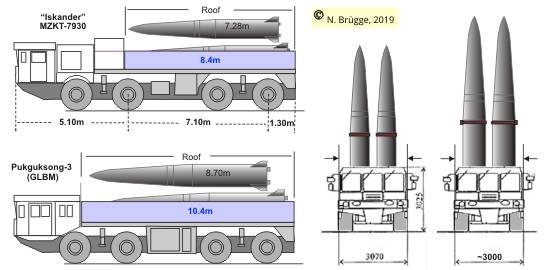 “Iskander”
MZKT-7930
Roof
7.28m
8.4m
5.10m
7.10m
1.30m
Pukguksong-3
(GLBM)
Roof
8.70m
10.4m
© N. Brügge, 2019
3025
3070
~3000